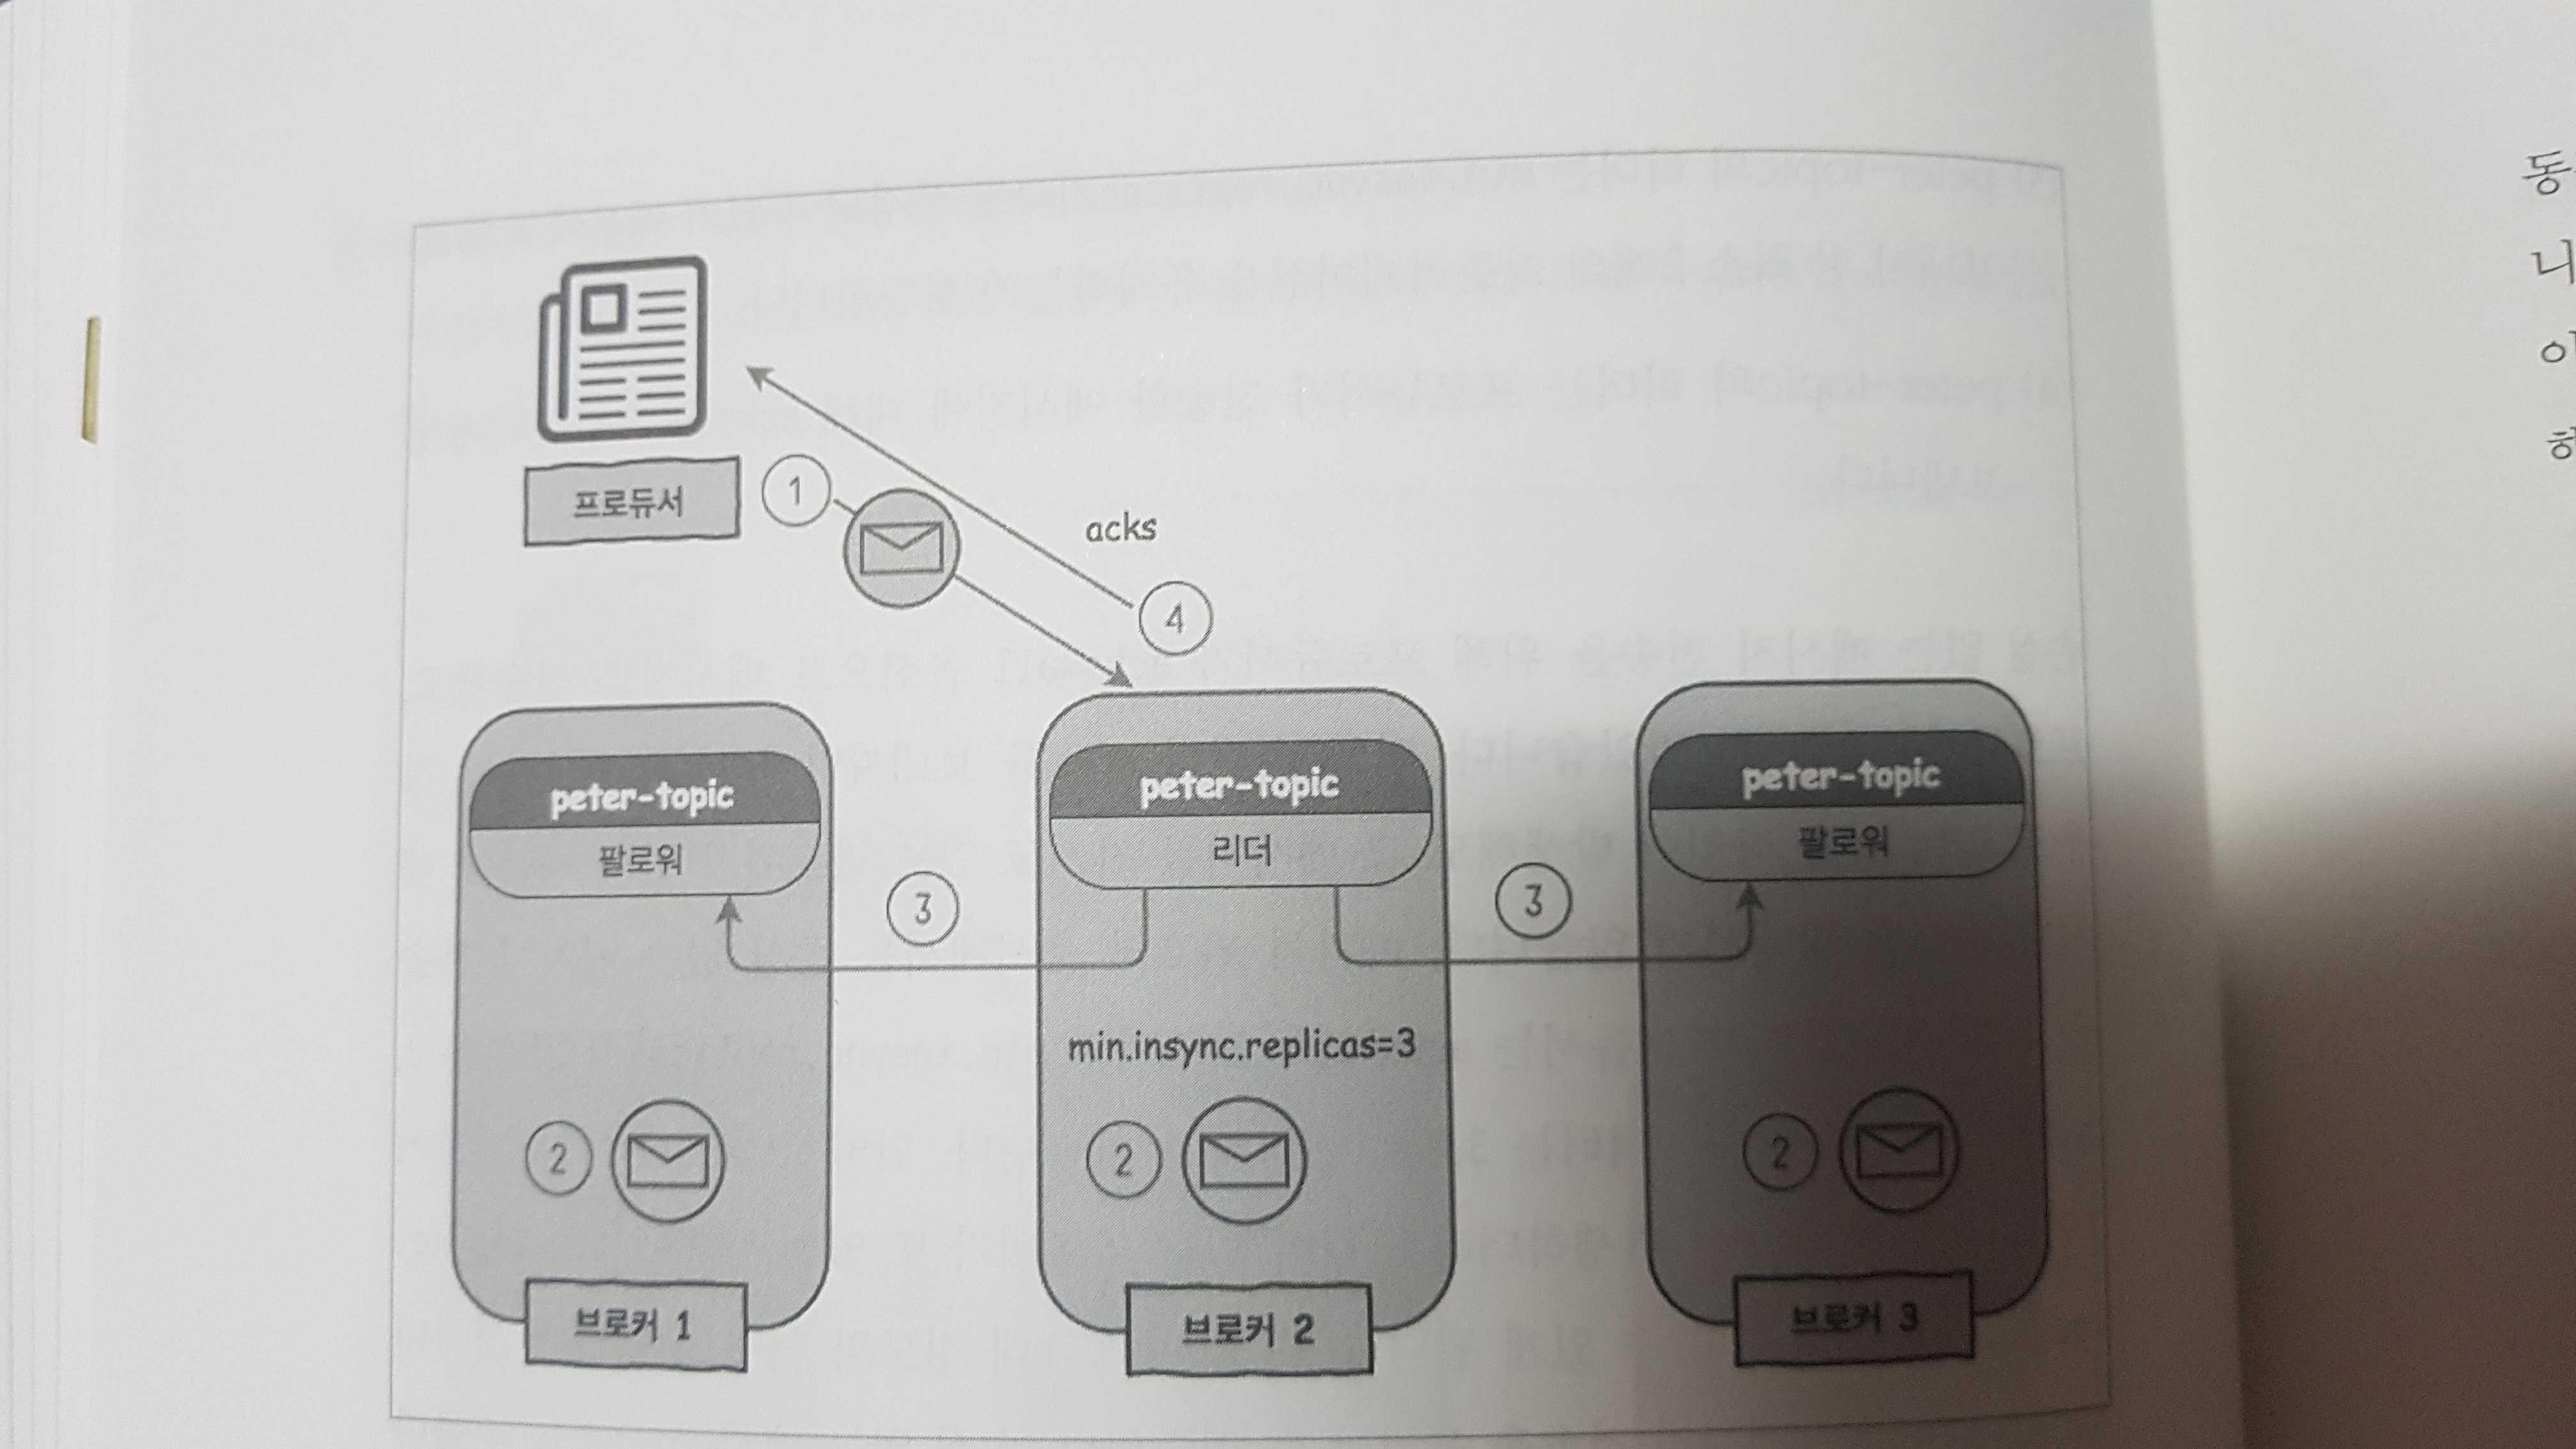 프로듀서
1
acks
4
peter-topic
팔로워
peter-topic
리더
peter-topic
팔로워
3
3
min.insync.replicas=3
2
2
2
브로커 1
브로커 2
브로커 3
동
니